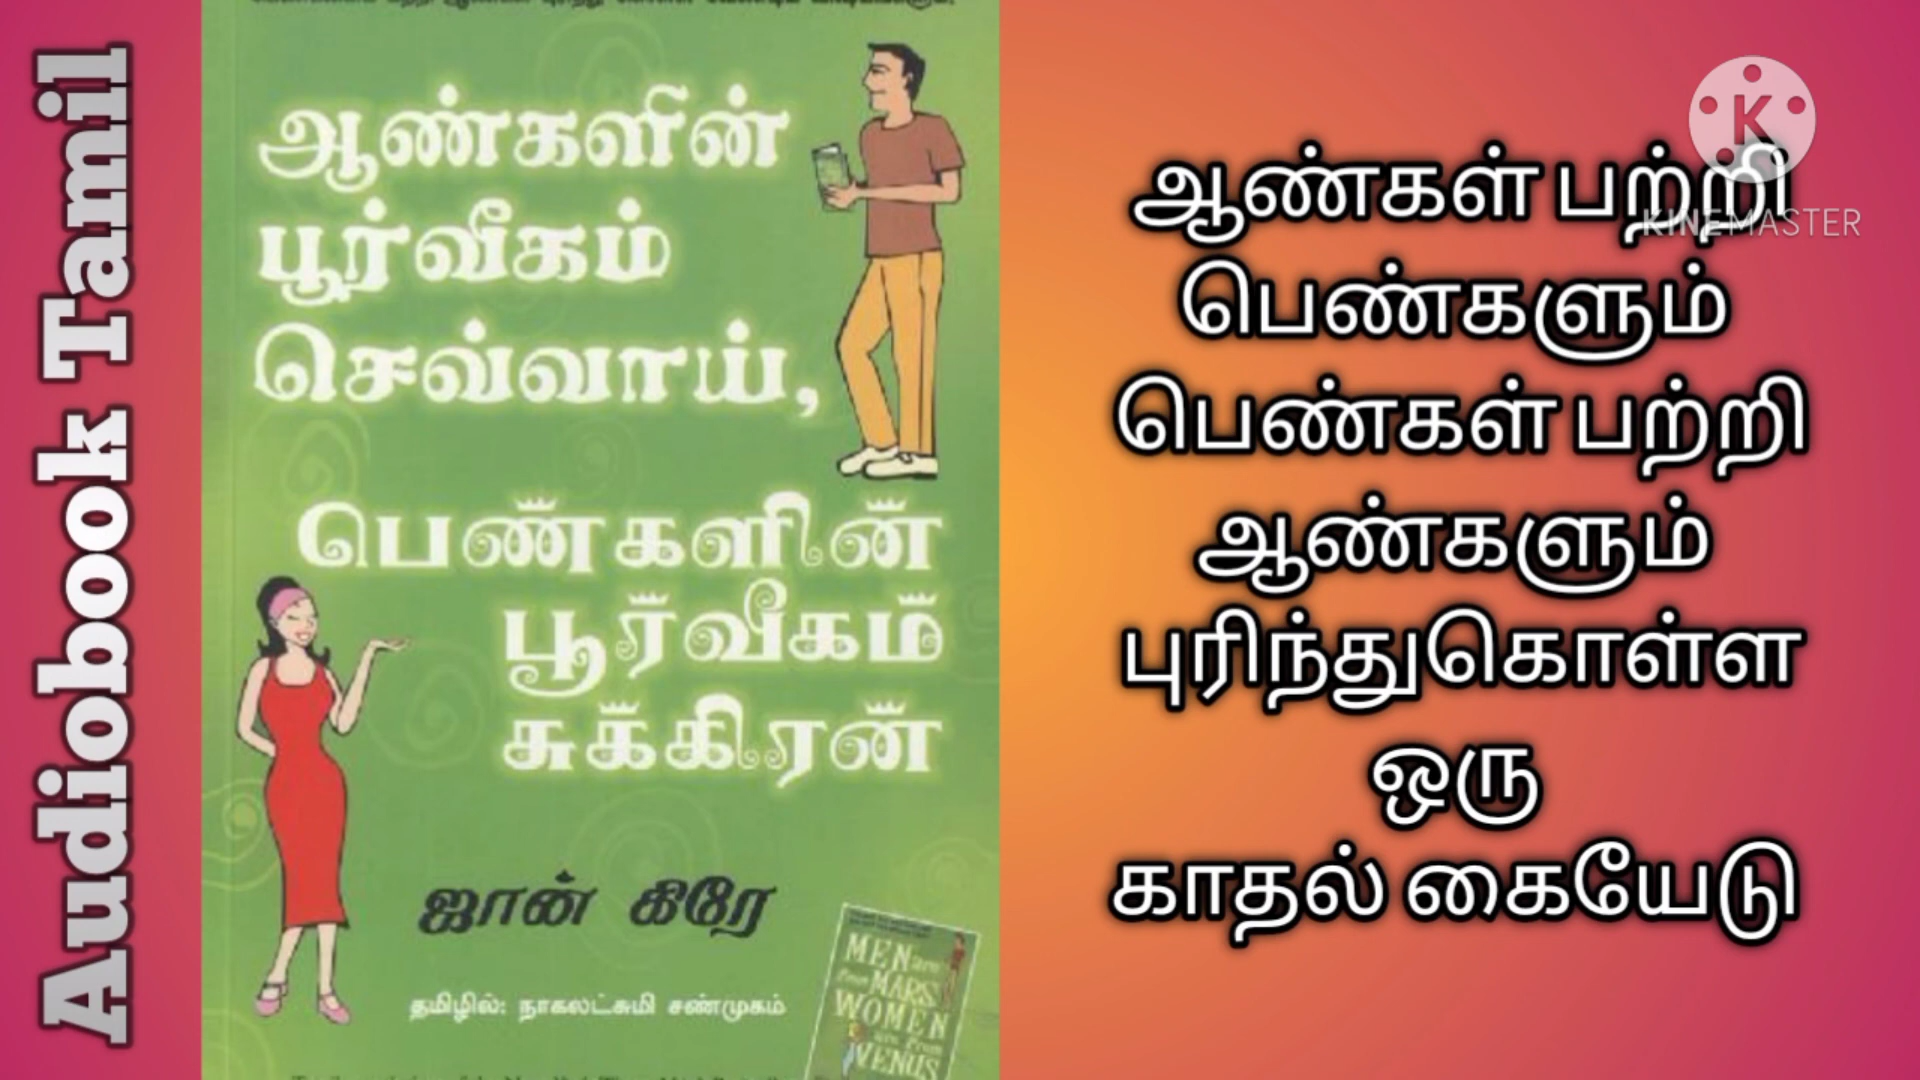 Audiobook Tamil
ஆண்களின்
பூர்வீகம்
செவ்வாய்,
பெண்களின்
பூர்வீகம்
சுக்கிரன்
ஜான் கிரே
தமிழில்: நாகலட்சுமி சண்முகம்
MEN are
From MARS
WOMEN
are From
VENUS
K
KINEMASTER
ஆண்கள் பற்றி
பெண்களும்
பெண்கள் பற்றி
ஆண்களும்
புரிந்துகொள்ள
ஒரு
காதல் கையேடு